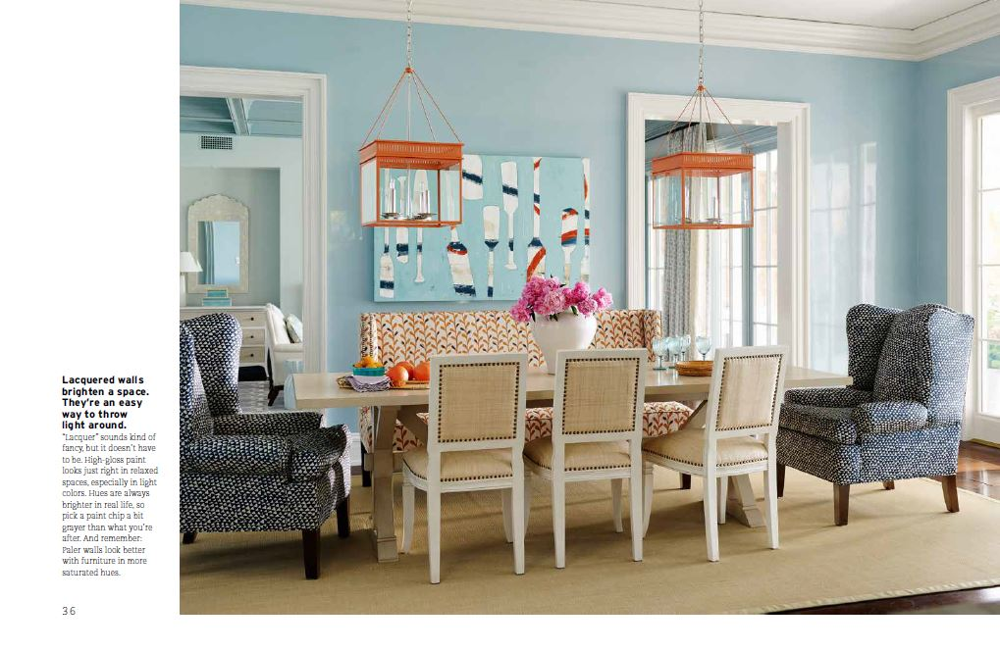 Lacquered walls
brighten a space.
They're an easy
way to throw
light around.
"Lacquer" sounds kind of
fancy, but it doesn't have
to be. High-gloss paint
looks just right in relaxed
spaces, especially in light
colors. Hues are always
brighter in real life, so
pick a paint chip a bit
grayer than what you're
after. And remember:
Paler walls look better
with furniture in more
saturated hues.
36